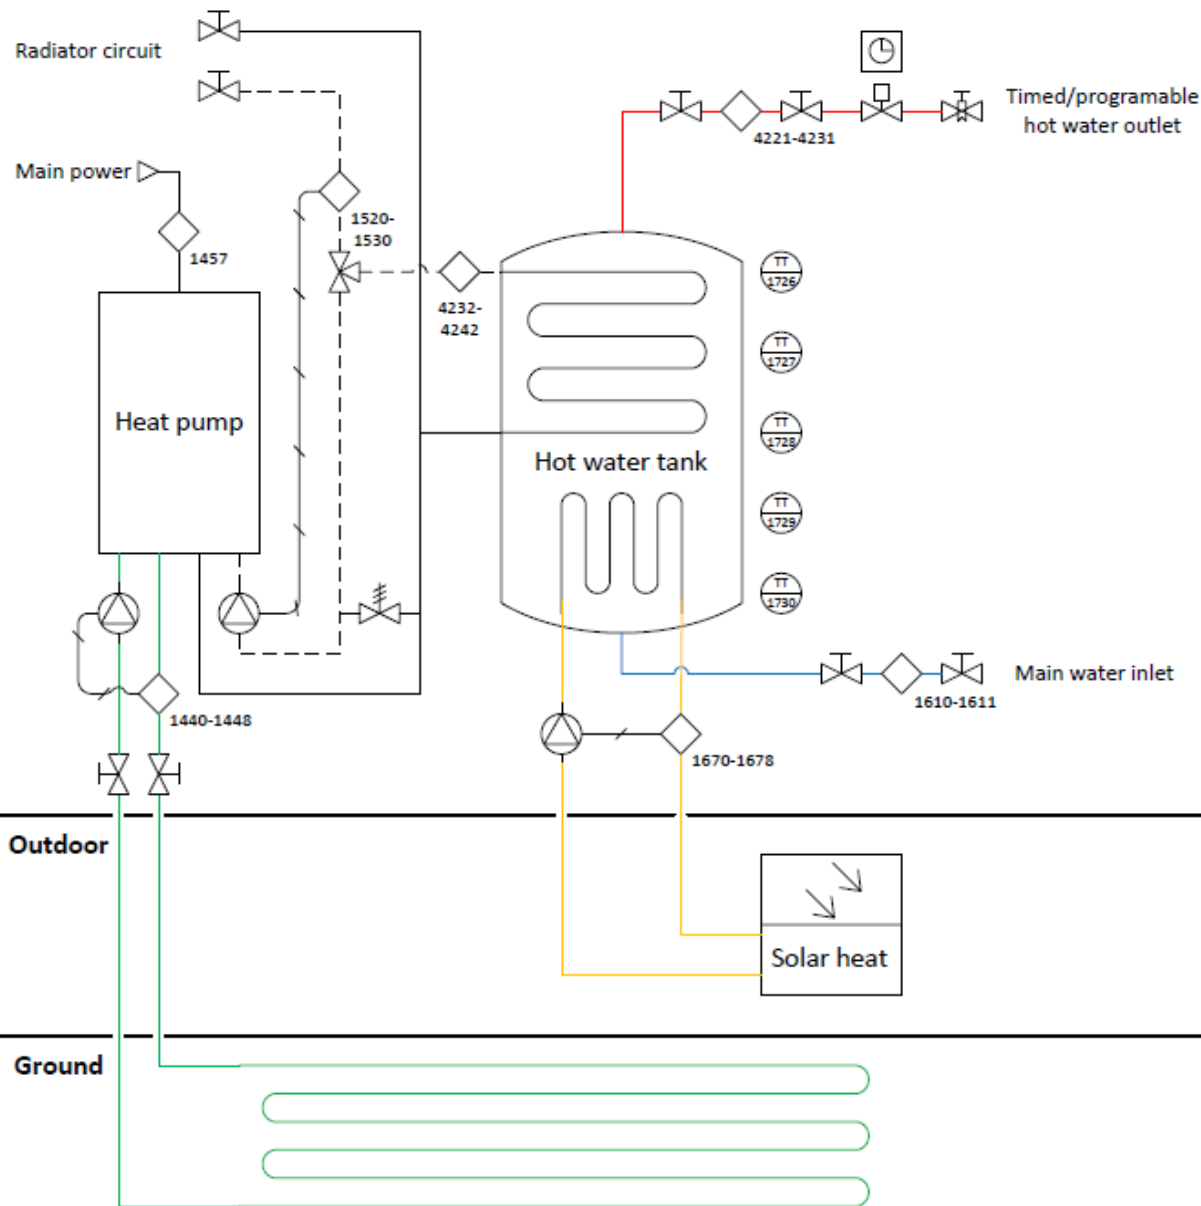 Radiator circuit
Timed/programable
hot water outlet
4221-4231
Main power
1520-
1530
1457
TT
1726
4232-
4242
TT
1727
Heat pump
TT
1728
Hot water tank
TT
1729
TT
1730
Main water inlet
1610-1611
1440-1448
1670-1678
Outdoor
Solar heat
Ground